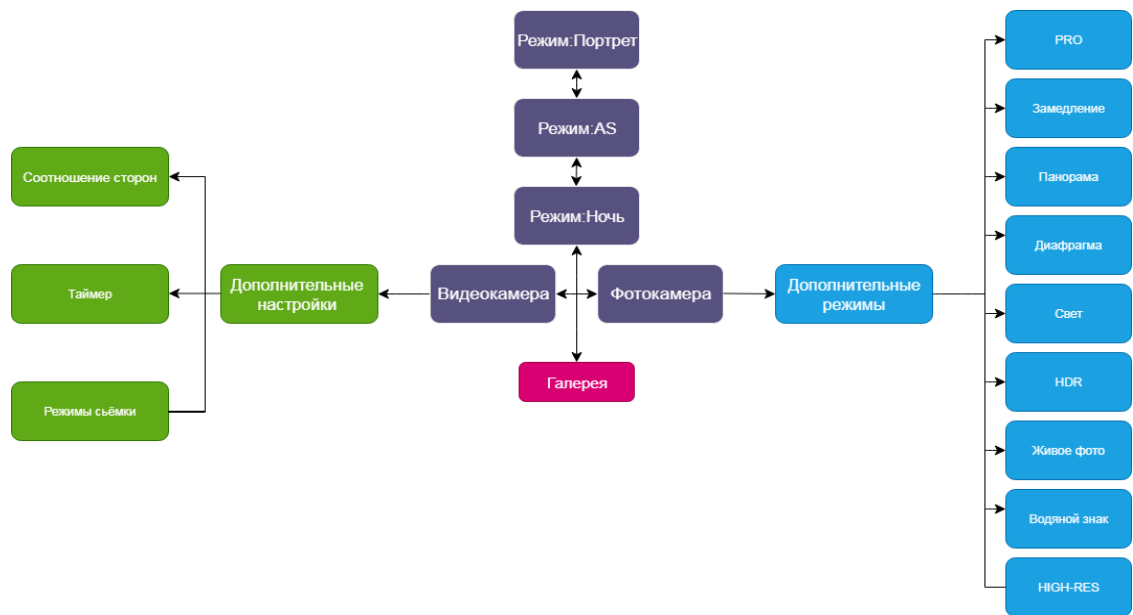 Режим:Портрет
Режим:AS
Режим:Ночь
Видеокамера
Фотокамера
Галерея
Дополнительные
настройки
Соотношение сторон
Таймер
Режимы сьёмки
Дополнительные
режимы
PRO
Замедление
Панорама
Диафрагма
Свет
HDR
Живое фото
Водяной знак
HIGH-RES